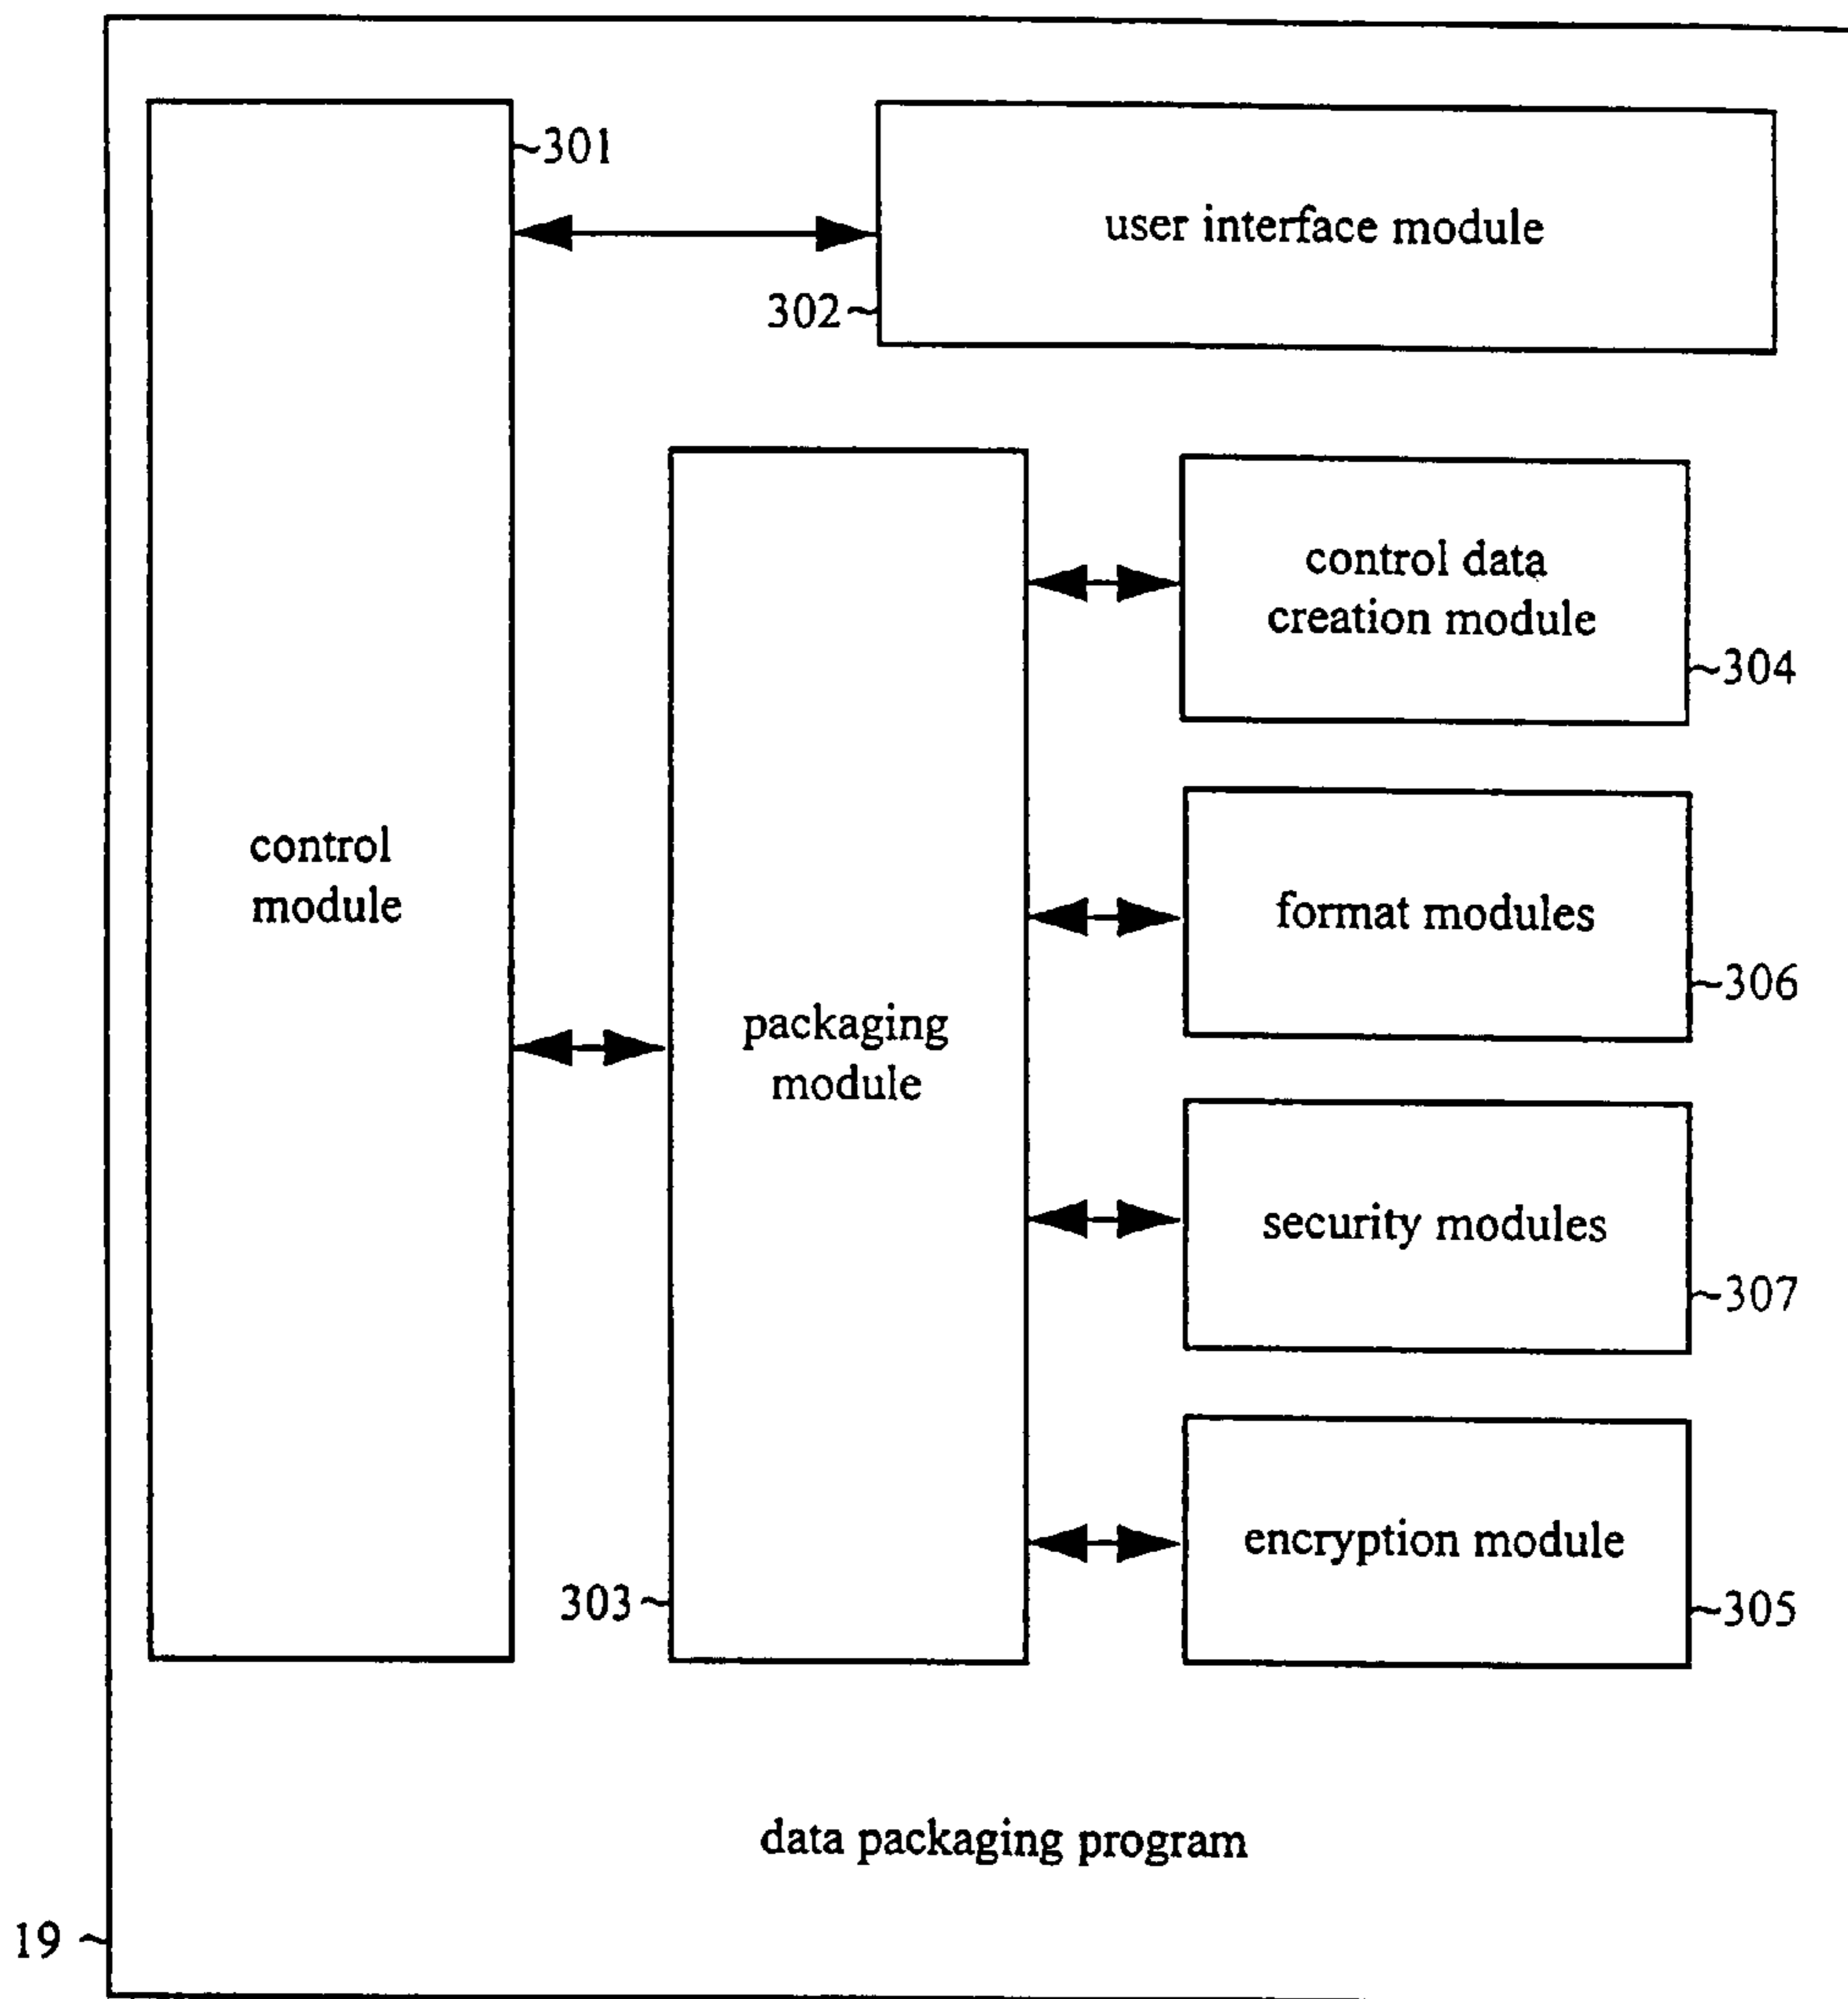 301
user interface module
302
control data
creation module
304
control
module
format modules
306
packaging
module
security modules
307
encryption module
303
305
data packaging program
19